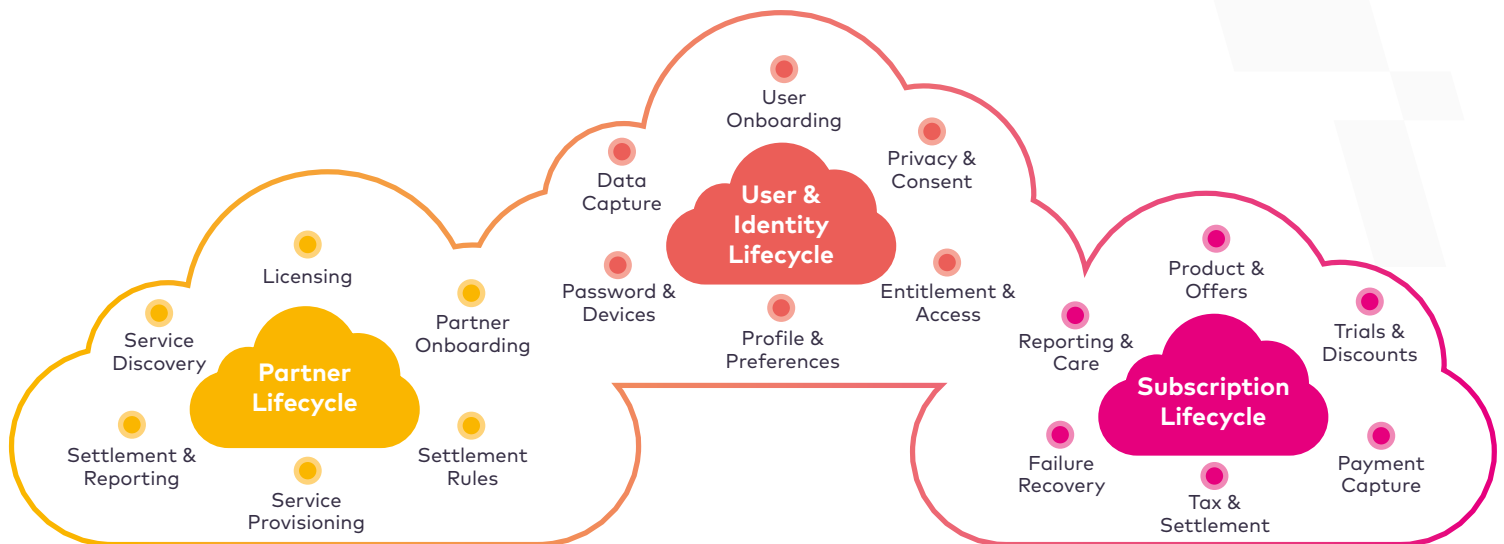 Partner
Lifecycle
Licensing
Partner
Onboarding
Settlement
Rules
Service
Provisioning
Settlement &
Reporting
Service
Discovery
User &
Identity
Lifecycle
User
Onboarding
Privacy &
Consent
Entitlement &
Access
Profile &
Preferences
Password &
Devices
Data
Capture
Subscription
Lifecycle
Product &
Offers
Trials &
Discounts
Payment
Capture
Tax &
Settlement
Failure
Recovery
Reporting &
Care